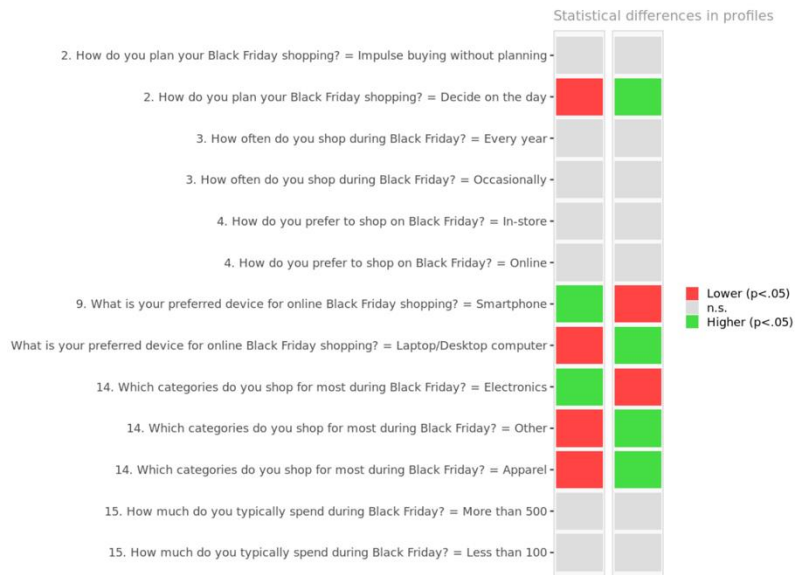 Statistical differences in profiles
2. How do you plan your Black Friday shopping? = Impulse buying without planning
2. How do you plan your Black Friday shopping? = Decide on the day
3. How often do you shop during Black Friday? = Every year
3. How often do you shop during Black Friday? = Occasionally
4. How do you prefer to shop on Black Friday? = In-store
4. How do you prefer to shop on Black Friday? = Online
9. What is your preferred device for online Black Friday shopping? = Smartphone
What is your preferred device for online Black Friday shopping? = Laptop/Desktop computer
14. Which categories do you shop for most during Black Friday? = Electronics
14. Which categories do you shop for most during Black Friday? = Other
14. Which categories do you shop for most during Black Friday? = Apparel
15. How much do you typically spend during Black Friday? = More than 500
15. How much do you typically spend during Black Friday? = Less than 100
Lower (p<.05)
n.s.
Higher (p<.05)